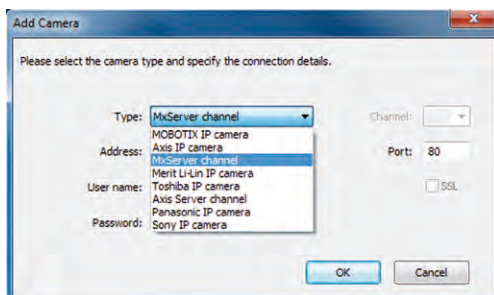 Add Camera
Please select the camera type and specify the connection details.
Type: MxServer channel Channel:
MOBOTIX IP camera
Axis IP camera
MxServer channel
Merit Li-Lin IP camera
Toshiba IP camera
Axis Server channel
Panasonic IP camera
Sony IP camera
Address: Port: 80
User name: SSL
Password:
OK Cancel